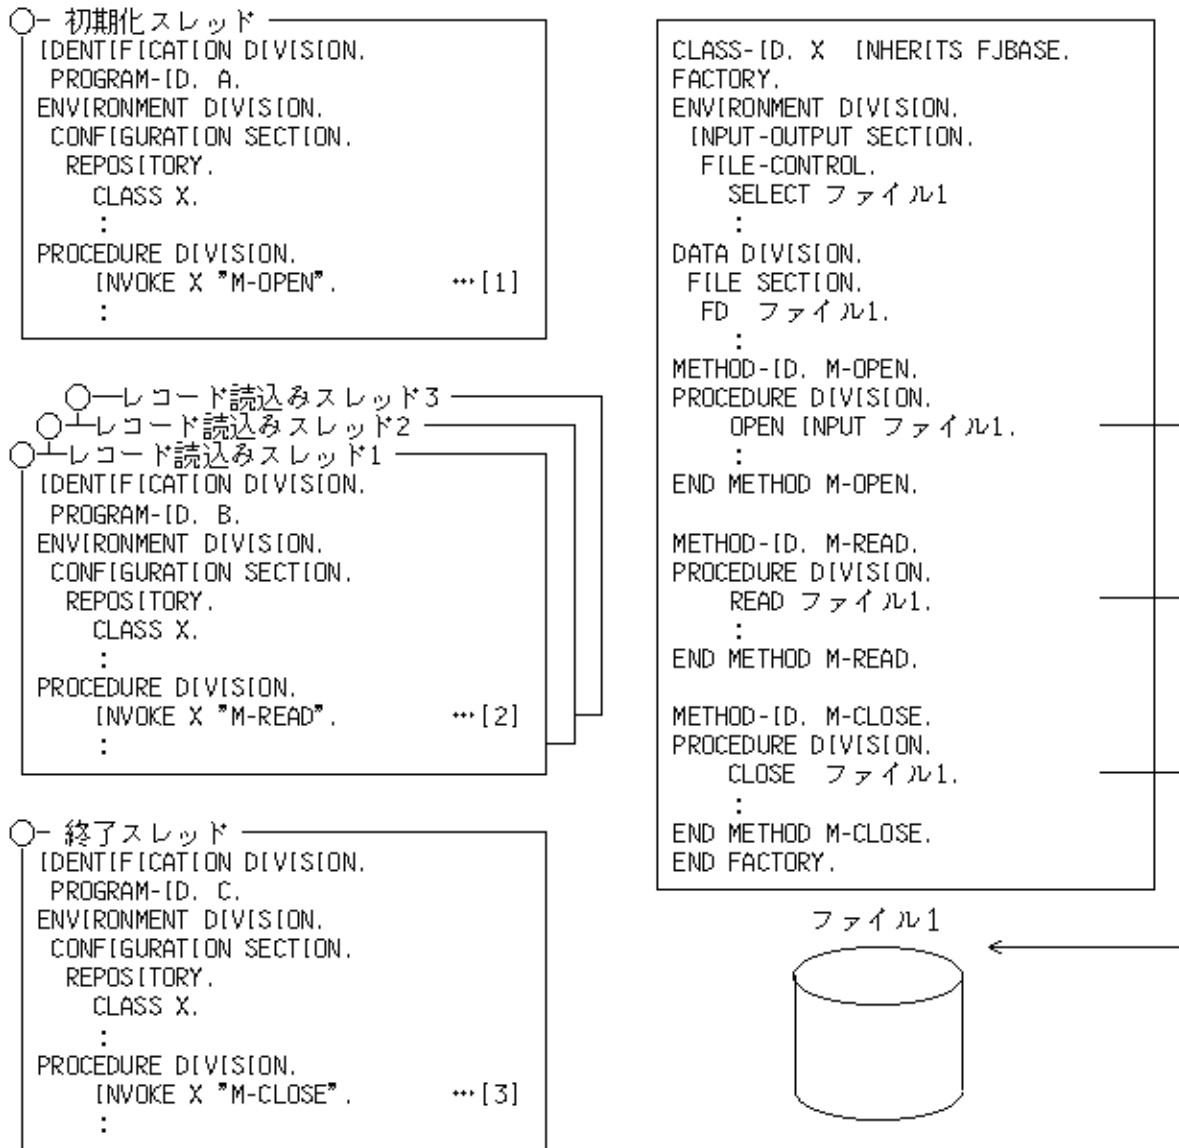 初期化スレッド
IDENTIFICATION DIVISION.
PROGRAM-ID. A.
ENVIRONMENT DIVISION.
CONFIGURATION SECTION.
REPOSITORY.
CLASS X.
:
PROCEDURE DIVISION.
INVOKE X "M-OPEN". …[1]
:
レコード読込みスレッド3
レコード読込みスレッド2
レコード読込みスレッド1
IDENTIFICATION DIVISION.
PROGRAM-ID. B.
ENVIRONMENT DIVISION.
CONFIGURATION SECTION.
REPOSITORY.
CLASS X.
:
PROCEDURE DIVISION.
INVOKE X "M-READ". …[2]
:
終了スレッド
IDENTIFICATION DIVISION.
PROGRAM-ID. C.
ENVIRONMENT DIVISION.
CONFIGURATION SECTION.
REPOSITORY.
CLASS X.
:
PROCEDURE DIVISION.
INVOKE X "M-CLOSE". …[3]
:
CLASS-ID. X INHERITS FJBASE.
FACTORY.
ENVIRONMENT DIVISION.
INPUT-OUTPUT SECTION.
FILE-CONTROL.
SELECT ファイル1
:
DATA DIVISION.
FILE SECTION.
FD ファイル1.
:
METHOD-ID. M-OPEN.
PROCEDURE DIVISION.
OPEN INPUT ファイル1.
:
END METHOD M-OPEN.
METHOD-ID. M-READ.
PROCEDURE DIVISION.
READ ファイル1.
:
END METHOD M-READ.
METHOD-ID. M-CLOSE.
PROCEDURE DIVISION.
CLOSE ファイル1.
:
END METHOD M-CLOSE.
END FACTORY.
ファイル1